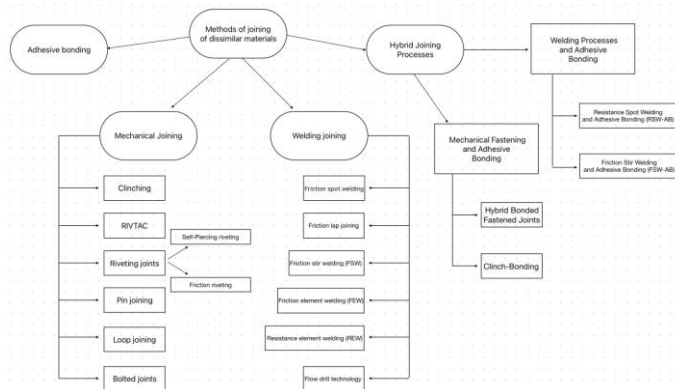 Methods of joining
of dissimilar materials
Adhesive bonding
Hybrid Joining
Processes
Welding Processes
and Adhesive
Bonding
Resistance Spot Welding
and Adhesive Bonding (RSW-AB)
Friction Stir Welding
and Adhesive Bonding (FSW-AB)
Mechanical Fastening
and Adhesive
Bonding
Hybrid Bonded
Fastened Joints
Clinch-Bonding
Mechanical Joining
Clinching
RIVTAC
Riveting joints
Self-Piercing riveting
Friction riveting
Pin joining
Loop joining
Bolted joints
Welding joining
Friction spot welding
Friction lap joining
Friction stir welding (FSW)
Friction element welding (FEW)
Resistance element welding (REW)
Flow drill technology